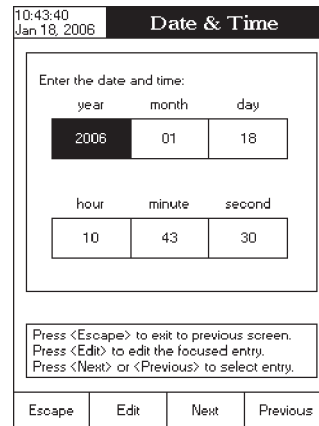 10:43:40
Jan 18, 2006
Date & Time
Enter the date and time:
year month day
2006 01 18
hour minute second
10 43 30
Press <Escape> to exit to previous screen.
Press <Edit> to edit the focused entry.
Press <Next> or <Previous> to select entry.
Escape Edit Next Previous